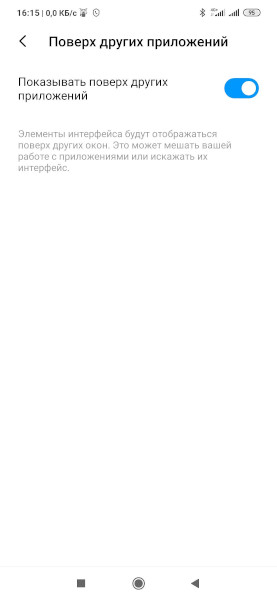 16:15 | 0,0 КБ/с
95
Поверх других приложений
Показывать поверх других
приложений
Элементы интерфейса будут отображаться
поверх других окон. Это может мешать вашей
работе с приложениями или искажать их
интерфейс.